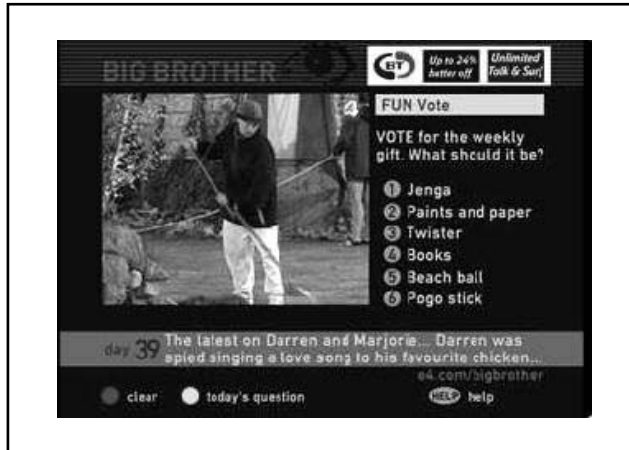 BIG BROTHER
BT
Up to 24%
better off
Unlimited
Talk & Surf
4
FUN Vote
VOTE for the weekly
gift. What should it be?
1 Jenga
2 Paints and paper
3 Twister
4 Books
5 Beach ball
6 Pogo stick
day 39
The latest on Darren and Marjorie... Darren was
spied singing a love song to his favourite chicken...
e4.com/bigbrother
clear
today's question
HELP help